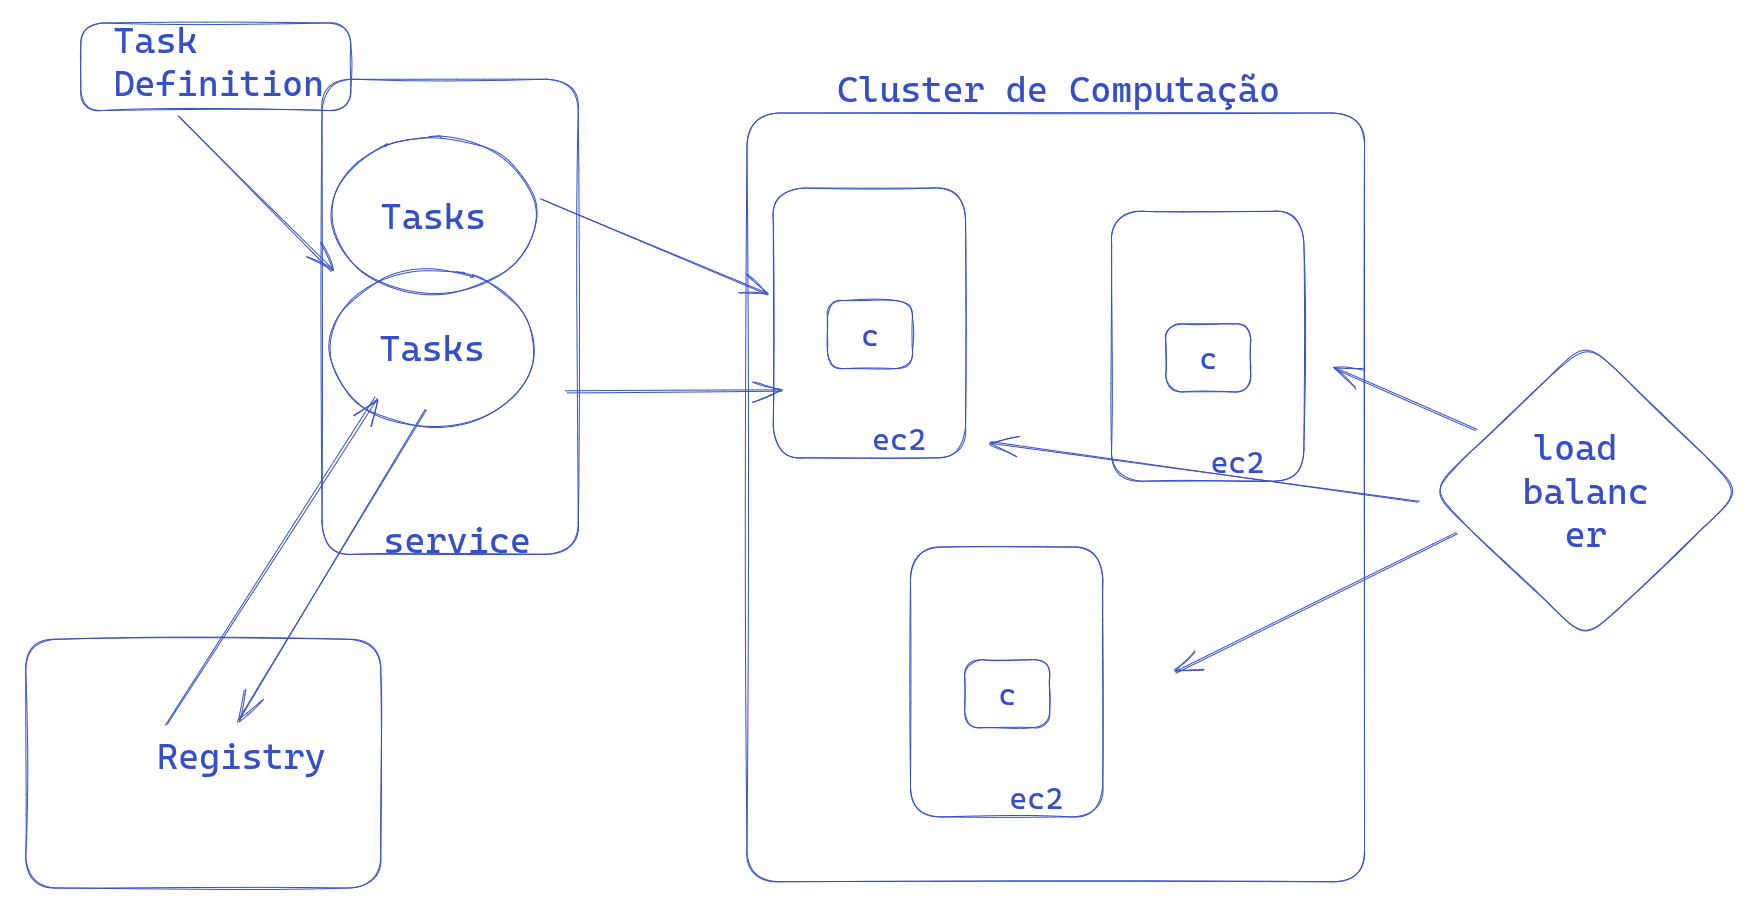 Task
Definition
Tasks
Tasks
service
Registry
Cluster de Computação
c
ec2
c
ec2
c
ec2
load
balanc
er